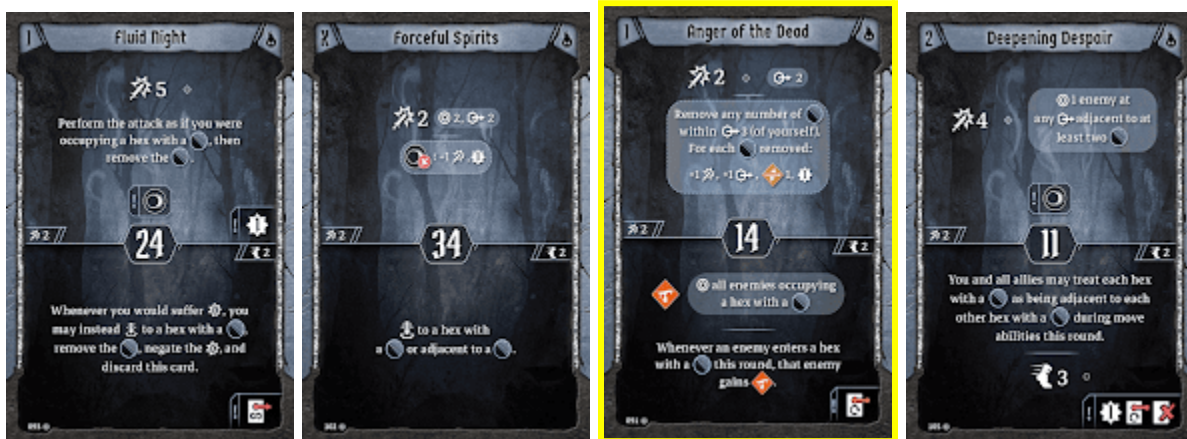 1
Fluid Night
5
Perform the attack as if you were
occupying a hex with a , then
remove the .
2
24
2
Whenever you would suffer , you
may instead to a hex with a ,
remove the , negate the , and
discard this card.
X
Forceful Spirits
2
2, 2
: +1 ,
2
34
2
to a hex with
a or adjacent to a .
1
Anger of the Dead
2
2
Remove any number of
within 3 (of yourself).
For each removed:
+1 , +1 , 1,
2
14
2
all enemies occupying
a hex with a
Whenever an enemy enters a hex
with a this round, that enemy
gains .
2
Deepening Despair
4
1 enemy at
any adjacent to at
least two
2
11
2
You and all allies may treat each hex
with a as being adjacent to each
other hex with a during move
abilities this round.
3